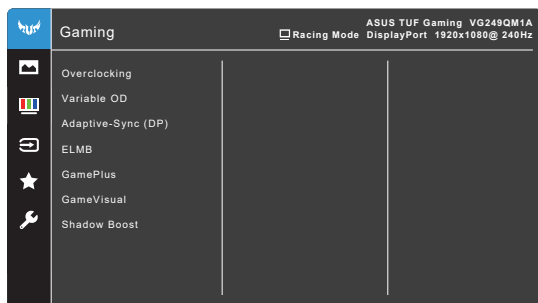 Gaming
ASUS TUF Gaming VG249QM1A
Racing Mode DisplayPort 1920x1080@ 240Hz
Overclocking
Variable OD
Adaptive-Sync (DP)
ELMB
GamePlus
GameVisual
Shadow Boost